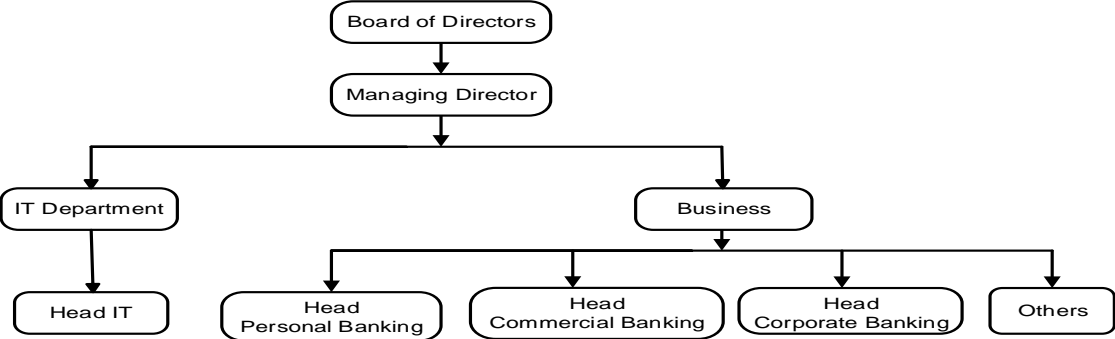 Board of Directors
Managing Director
IT Department
Business
Head IT
Head
Personal Banking
Head
Commercial Banking
Head
Corporate Banking
Others